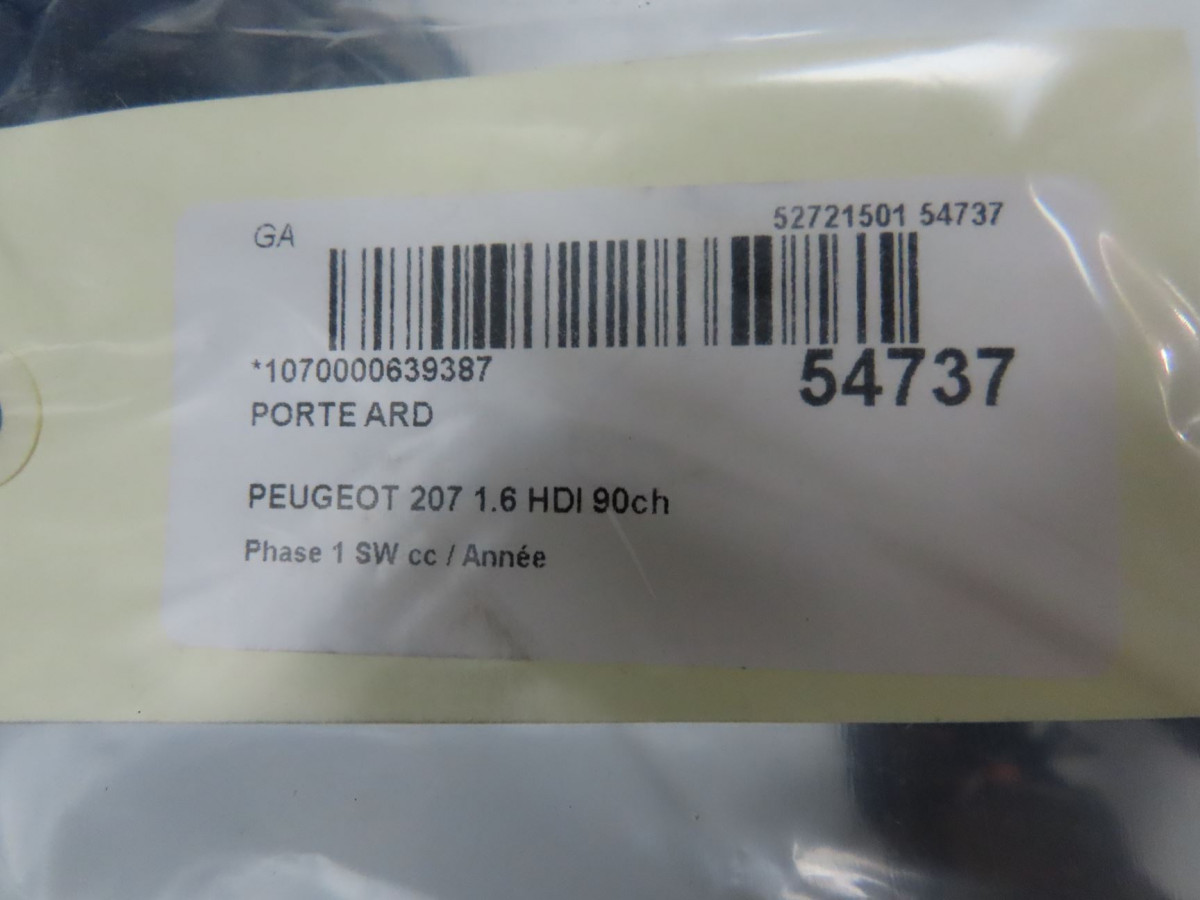 GA
52721501 54737
*1070000639387
54737
PORTE ARD
PEUGEOT 207 1.6 HDI 90ch
Phase 1 SW cc / Année